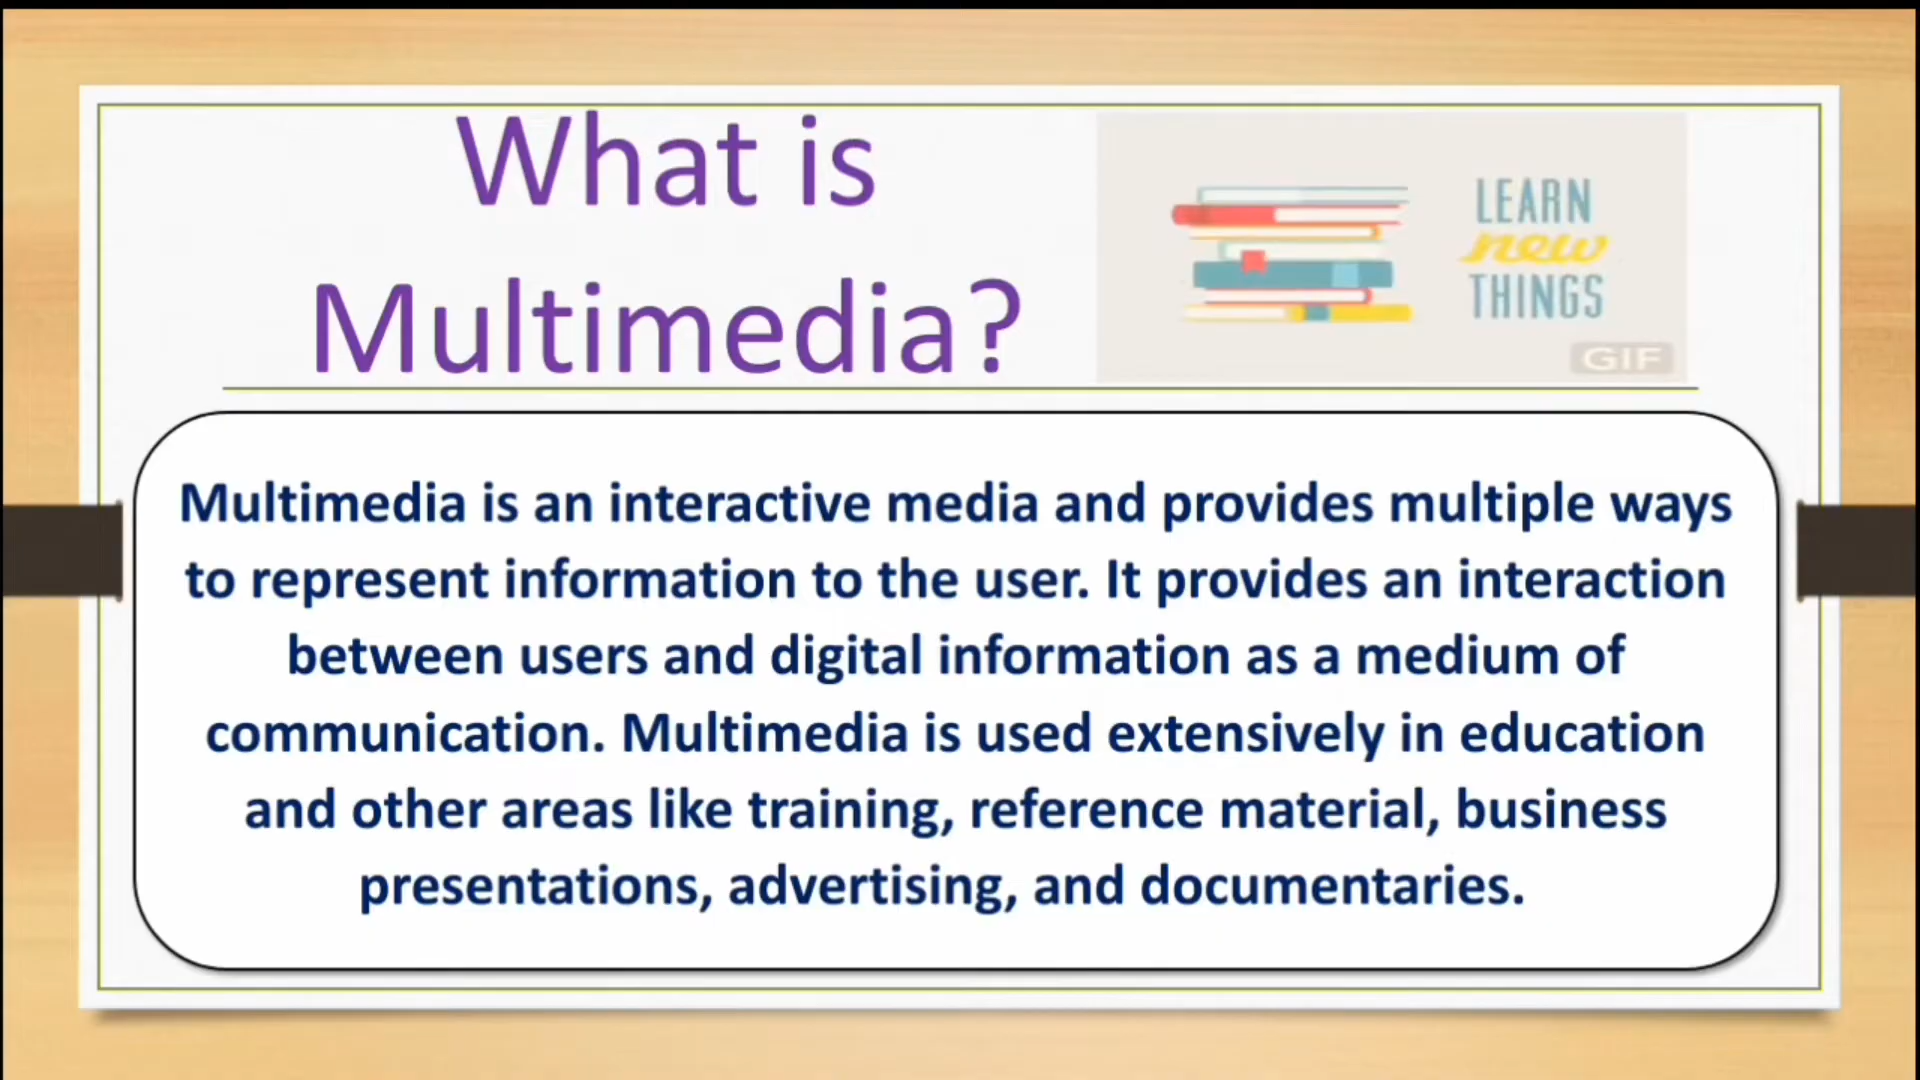 What is
Multimedia?
LEARN
new
THINGS
GIF
Multimedia is an interactive media and provides multiple ways
to represent information to the user. It provides an interaction
between users and digital information as a medium of
communication. Multimedia is used extensively in education
and other areas like training, reference material, business
presentations, advertising, and documentaries.